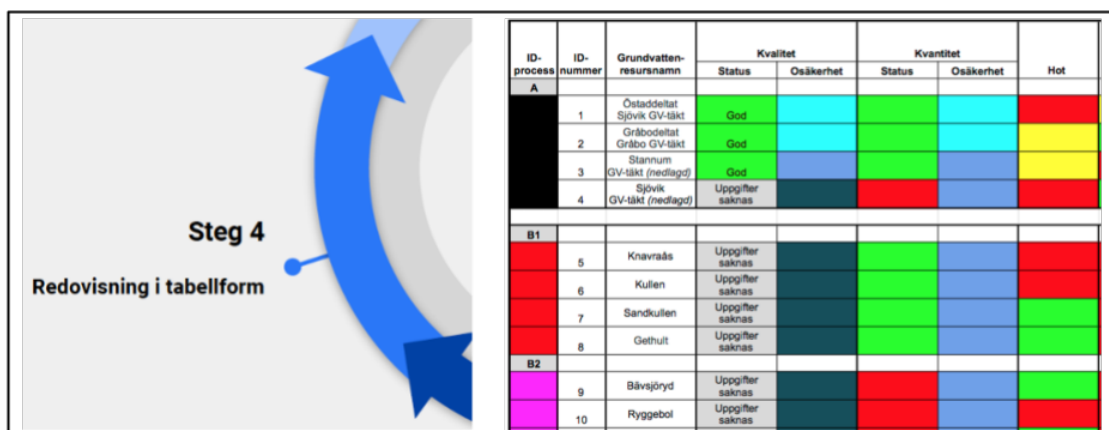 Steg 4
Redovisning i tabellform
ID-process ID-nummer Grundvatten-resursnamn Kvalitet Kvantitet Hot
Status Osäkerhet Status Osäkerhet
A
1 Östaddeltat Sjövik GV-täkt God
2 Gråbodeltat Gråbo GV-täkt God
3 Stannum GV-täkt (nedlagd) God
4 Sjövik GV-täkt (nedlagd) Uppgifter saknas
B1
5 Knavraås Uppgifter saknas
6 Kullen Uppgifter saknas
7 Sandkullen Uppgifter saknas
8 Gethult Uppgifter saknas
B2
9 Bävsjöryd Uppgifter saknas
10 Ryggebol Uppgifter saknas